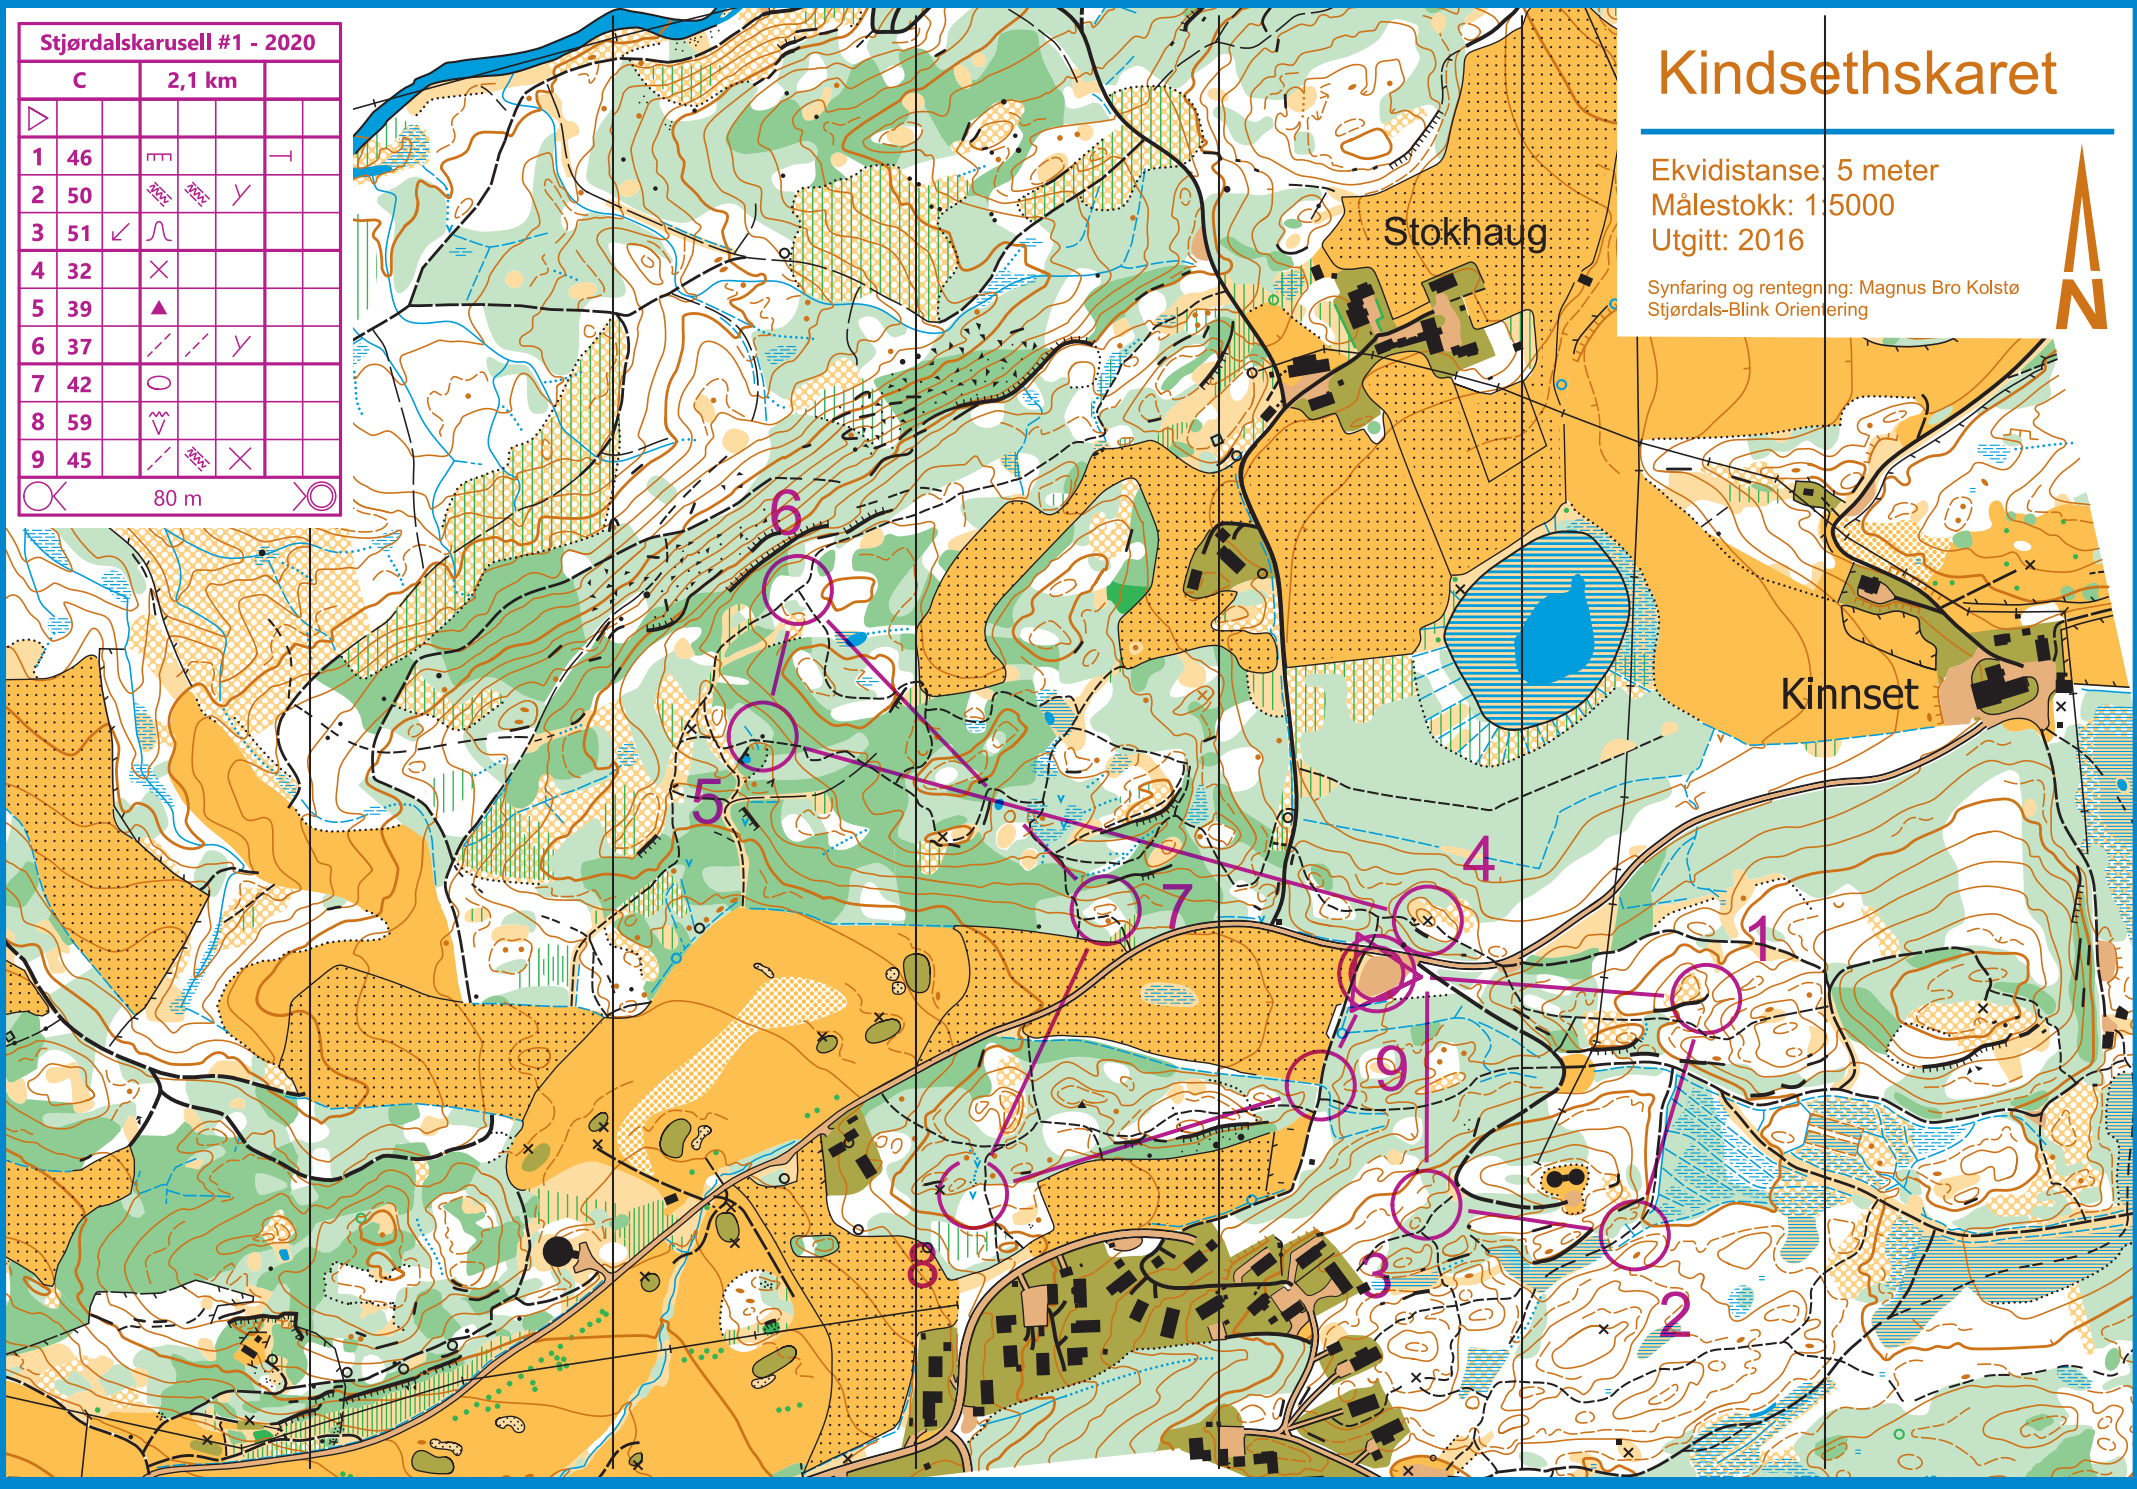 Stjørdalskarusell #1 - 2020
C 2,1 km
1 46
2 50
3 51
4 32
5 39
6 37
7 42
8 59
9 45
80 m
Kindsethskaret
Ekvidistanse: 5 meter
Målestokk: 1:5000
Utgitt: 2016
Synfaring og rentegning: Magnus Bro Kolstø
Stjørdals-Blink Orientering
N
Stokhaug
6
Kinnset
5
4
7
1
9
8
3
2